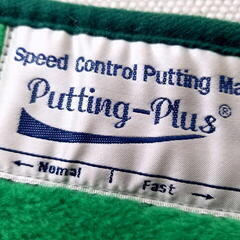 Speed Control Putting Ma
Putting-Plus®
← Nomal | Fast →